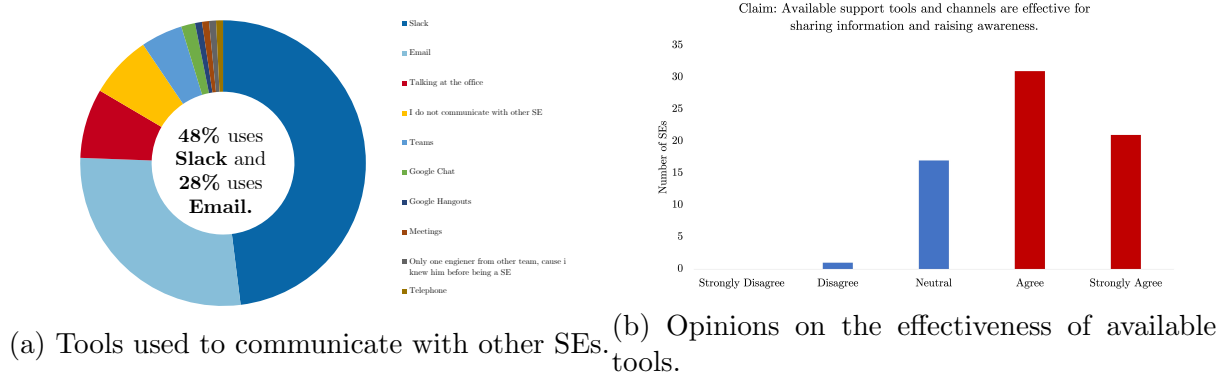 48% uses
Slack and
28% uses
Email.
Slack
Email
Talking at the office
I do not communicate with other SE
Teams
Google Chat
Google Hangouts
Meetings
Only one engiener from other team, cause i
knew him before being a SE
Telephone
(a) Tools used to communicate with other SEs.
Claim: Available support tools and channels are effective for
sharing information and raising awareness.
Number of SEs
35
30
25
20
15
10
5
0
Strongly Disagree
Disagree
Neutral
Agree
Strongly Agree
(b) Opinions on the effectiveness of available
tools.